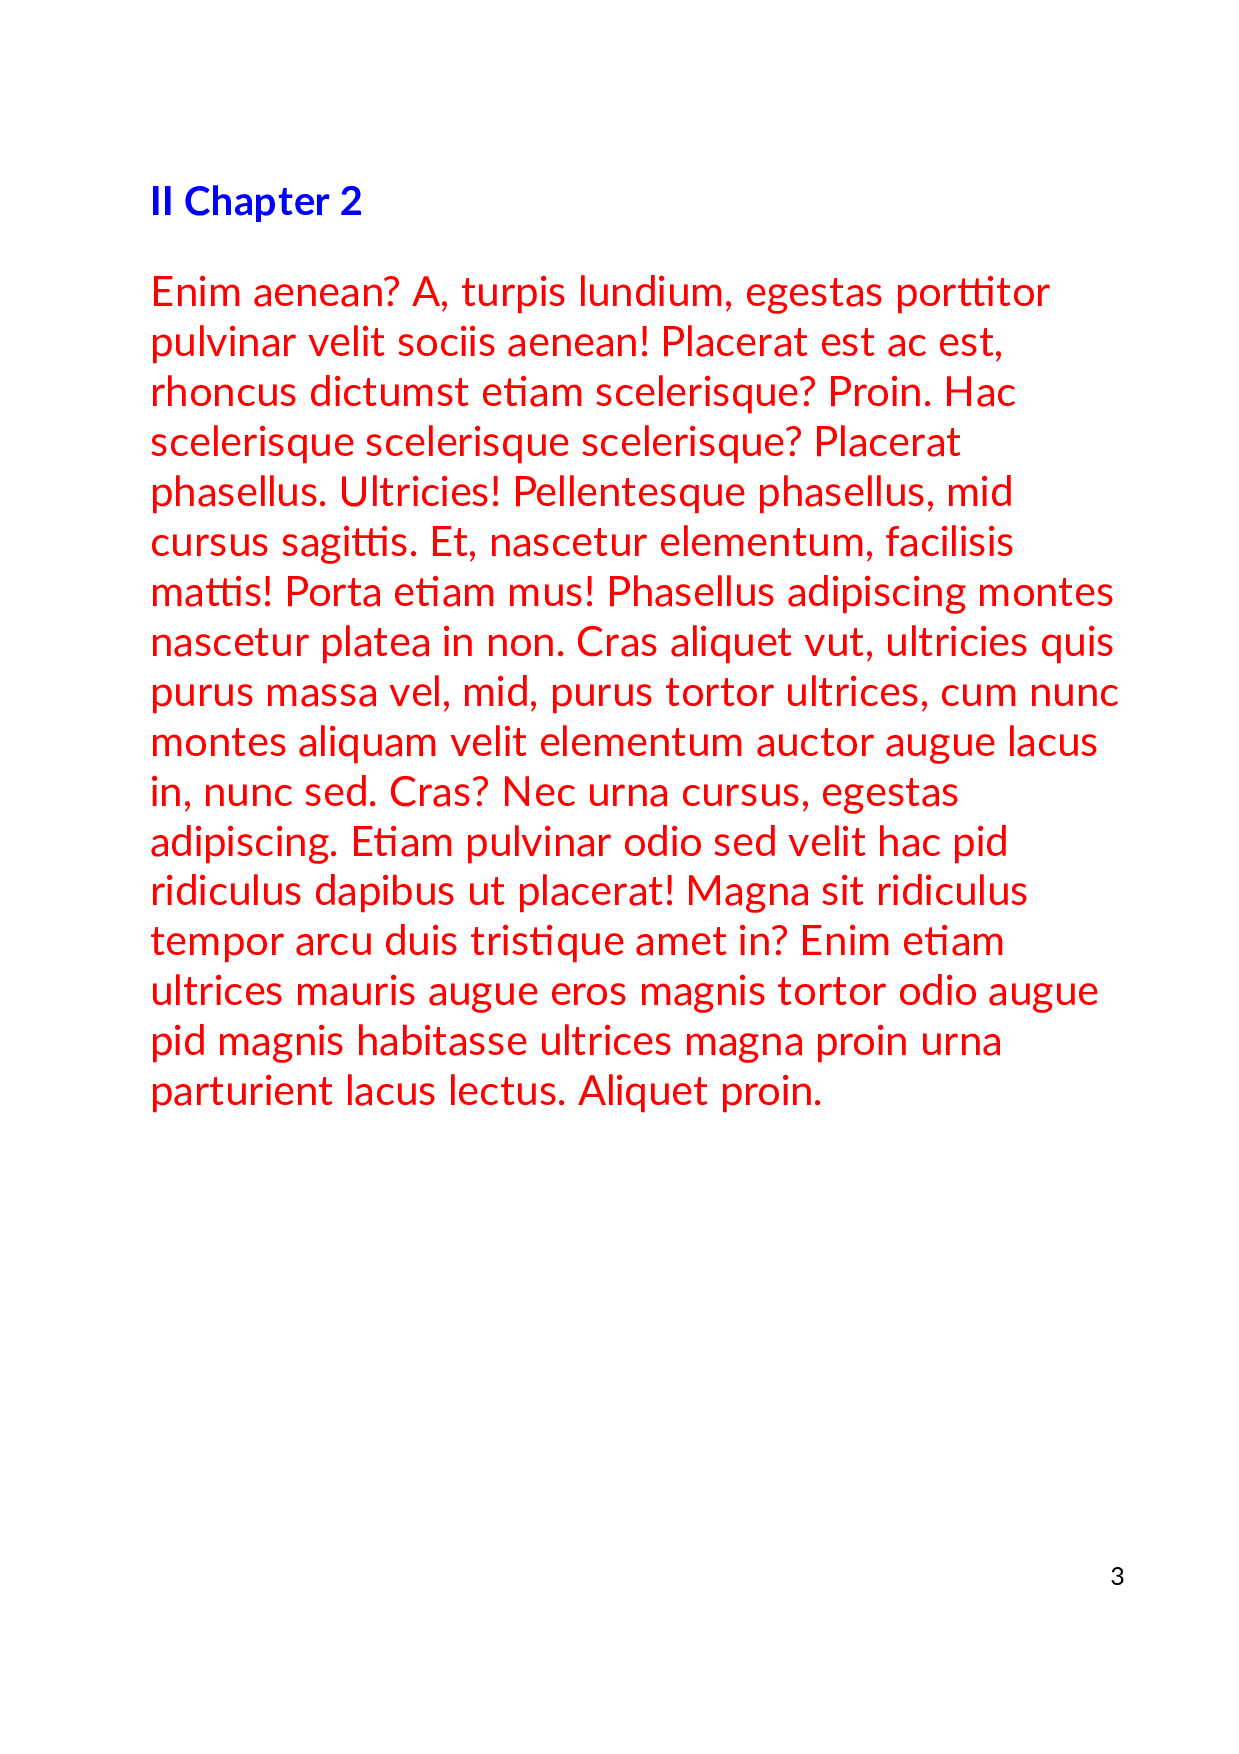 II Chapter 2
Enim aenean? A, turpis lundium, egestas porttitor
pulvinar velit sociis aenean! Placerat est ac est,
rhoncus dictumst etiam scelerisque? Proin. Hac
scelerisque scelerisque scelerisque? Placerat
phasellus. Ultricies! Pellentesque phasellus, mid
cursus sagittis. Et, nascetur elementum, facilisis
mattis! Porta etiam mus! Phasellus adipiscing montes
nascetur platea in non. Cras aliquet vut, ultricies quis
purus massa vel, mid, purus tortor ultrices, cum nunc
montes aliquam velit elementum auctor augue lacus
in, nunc sed. Cras? Nec urna cursus, egestas
adipiscing. Etiam pulvinar odio sed velit hac pid
ridiculus dapibus ut placerat! Magna sit ridiculus
tempor arcu duis tristique amet in? Enim etiam
ultrices mauris augue eros magnis tortor odio augue
pid magnis habitasse ultrices magna proin urna
parturient lacus lectus. Aliquet proin.
3